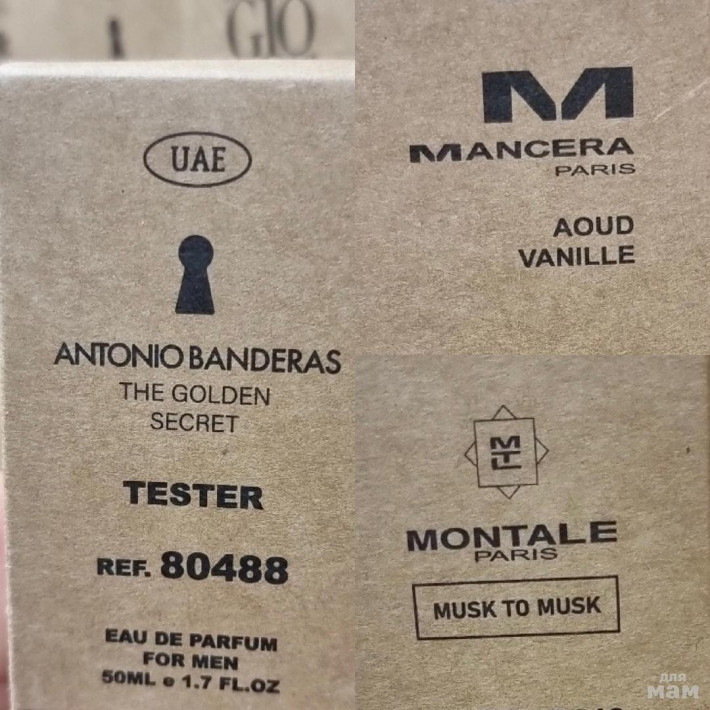 GIO
UAE
ANTONIO BANDERAS
THE GOLDEN
SECRET
TESTER
REF. 80488
EAU DE PARFUM
FOR MEN
50ML e 1.7 FL.OZ
MANCERA
PARIS
AOUD
VANILLE
MONTALE
PARIS
MUSK TO MUSK
для
мам